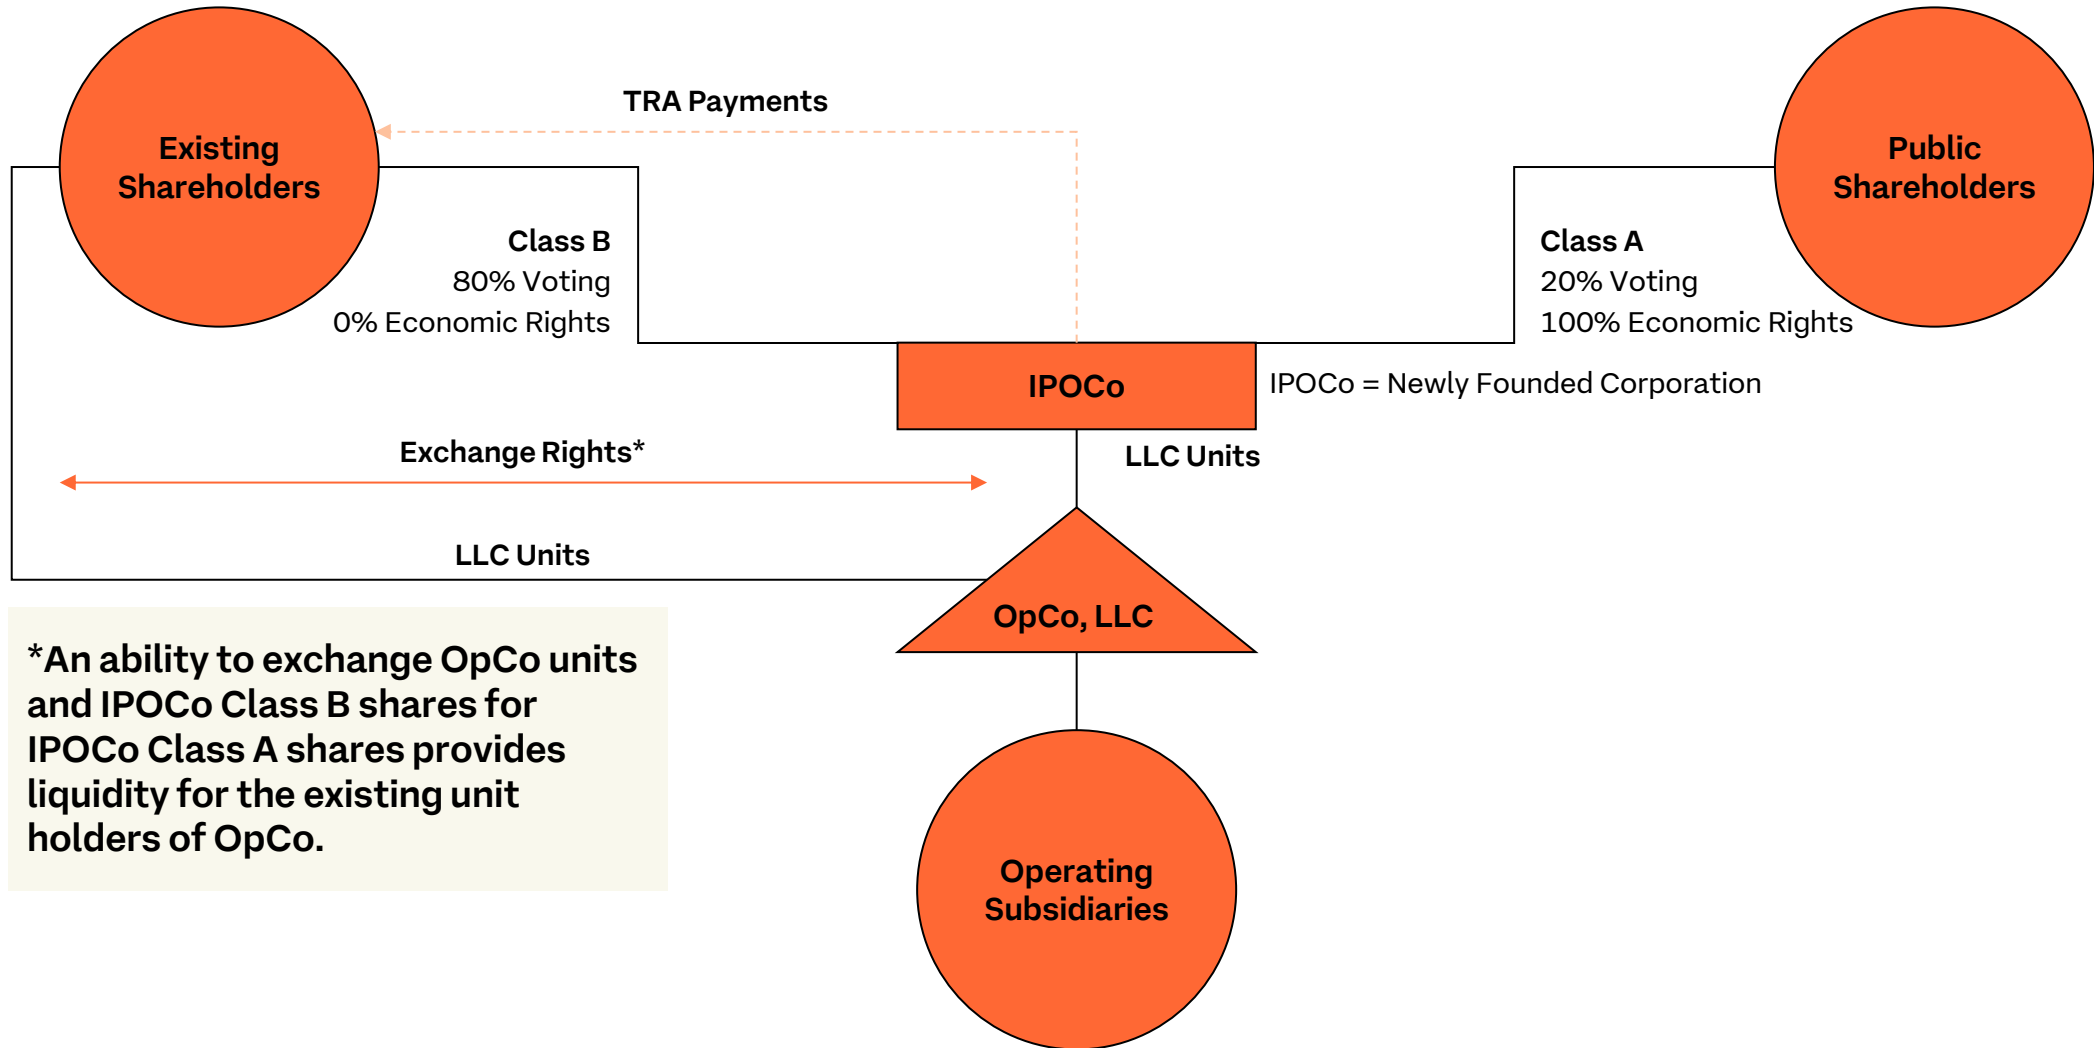 TRA Payments
Existing
Shareholders
Public
Shareholders
Class B
80% Voting
0% Economic Rights
Class A
20% Voting
100% Economic Rights
IPOCo
IPOCo = Newly Founded Corporation
Exchange Rights*
LLC Units
LLC Units
OpCo, LLC
*An ability to exchange OpCo units
and IPOCo Class B shares for
IPOCo Class A shares provides
liquidity for the existing unit
holders of OpCo.
Operating
Subsidiaries